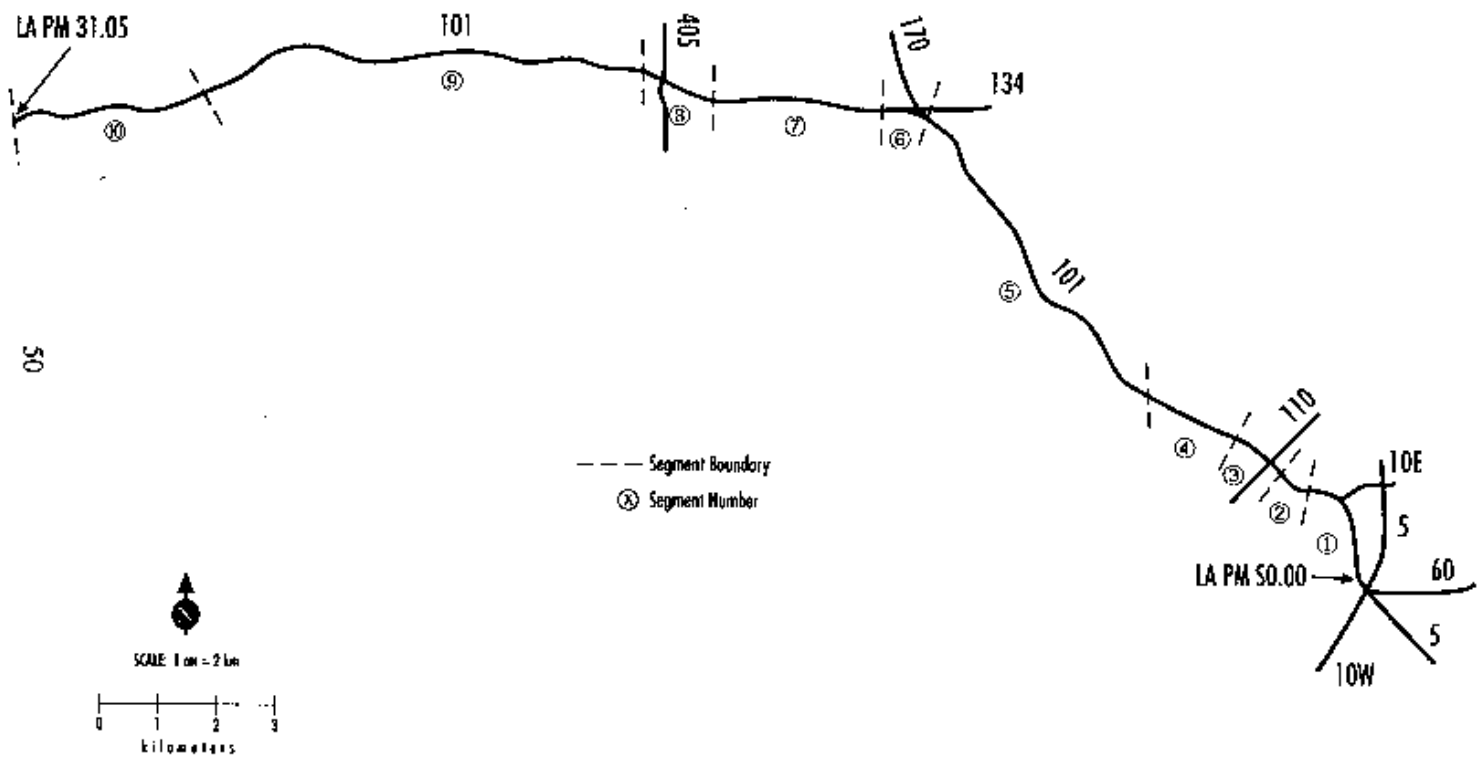 LA PM 31.05
101
405
170
134
⑩
⑨
⑧
⑦
⑥
⑤
101
50
④
③
②
①
110
10E
5
LA PM S0.00
60
5
10W
— — — Segment Boundary
Ⓧ Segment Number
SCALE: 1 cm = 2 km
0 1 2 3
kilometers